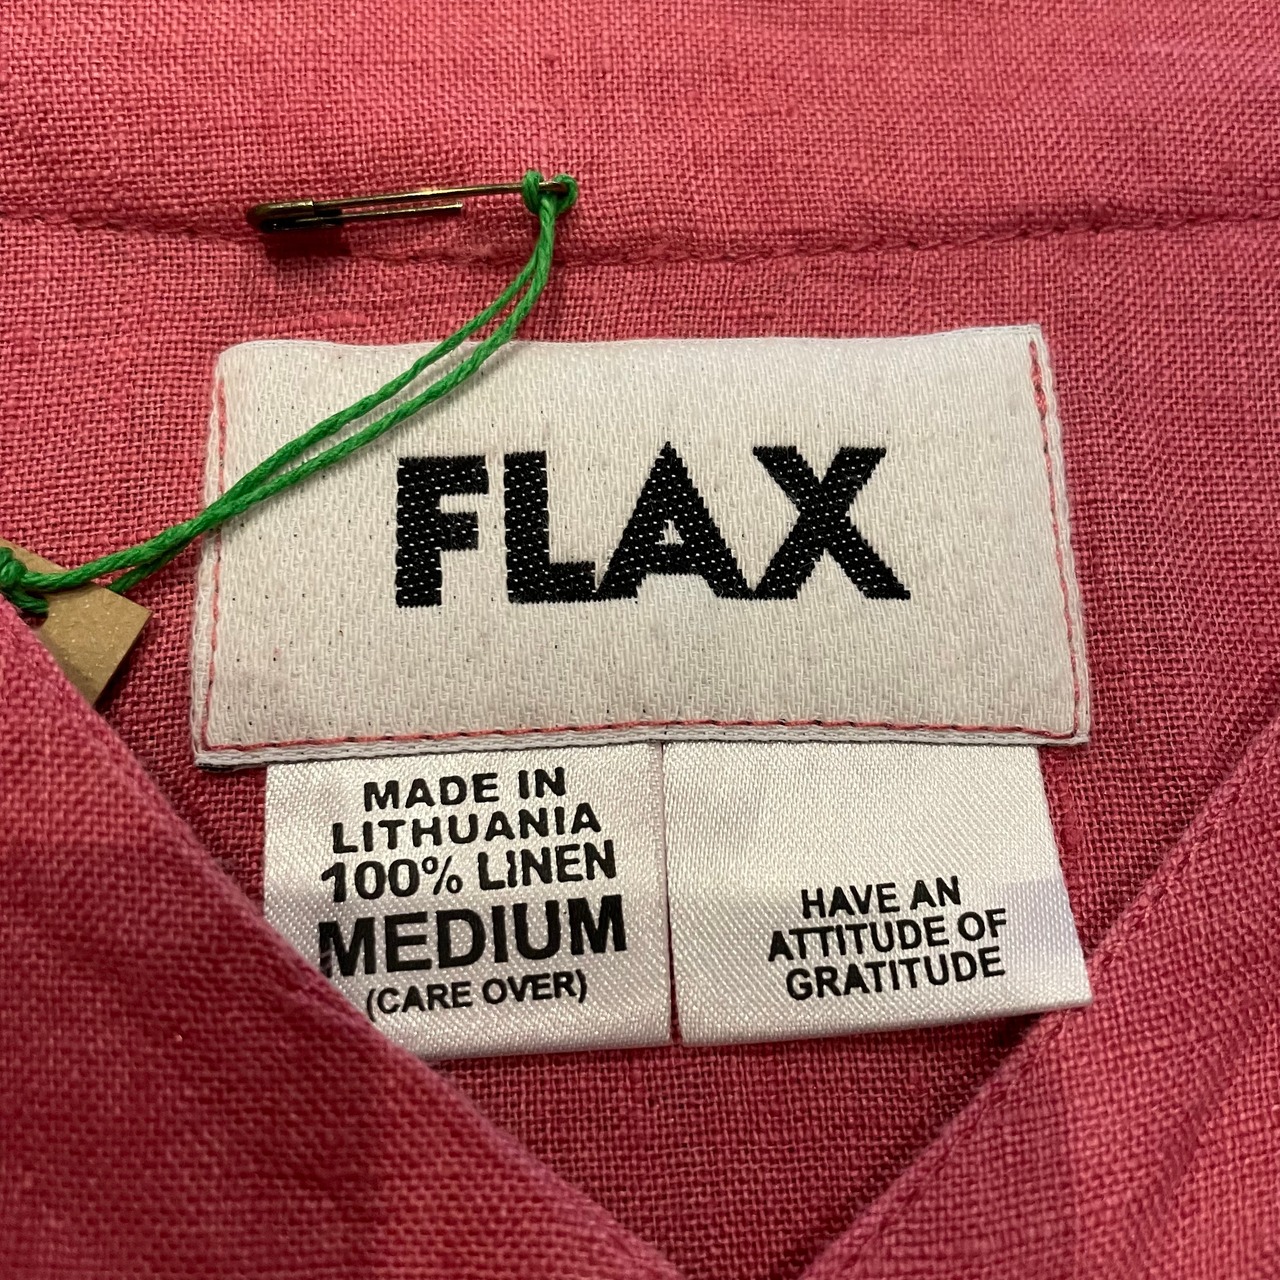 FLAX
MADE IN
LITHUANIA
100% LINEN
MEDIUM
(CARE OVER)
HAVE AN
ATTITUDE OF
GRATITUDE